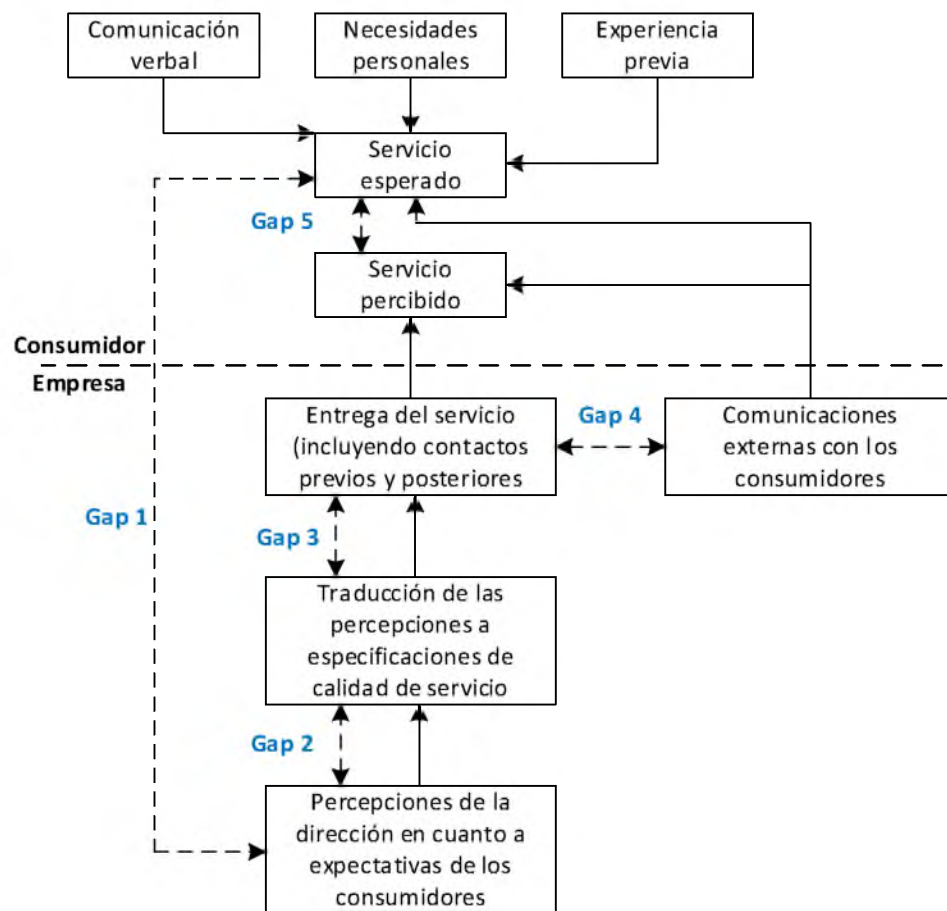 Comunicación
verbal
Necesidades
personales
Experiencia
previa
Servicio
esperado
Gap 5
Servicio
percibido
Consumidor
Empresa
Entrega del servicio
(incluyendo contactos
previos y posteriores
Gap 4
Comunicaciones
externas con los
consumidores
Gap 1
Gap 3
Traducción de las
percepciones a
especificaciones de
calidad de servicio
Gap 2
Percepciones de la
dirección en cuanto a
expectativas de los
consumidores